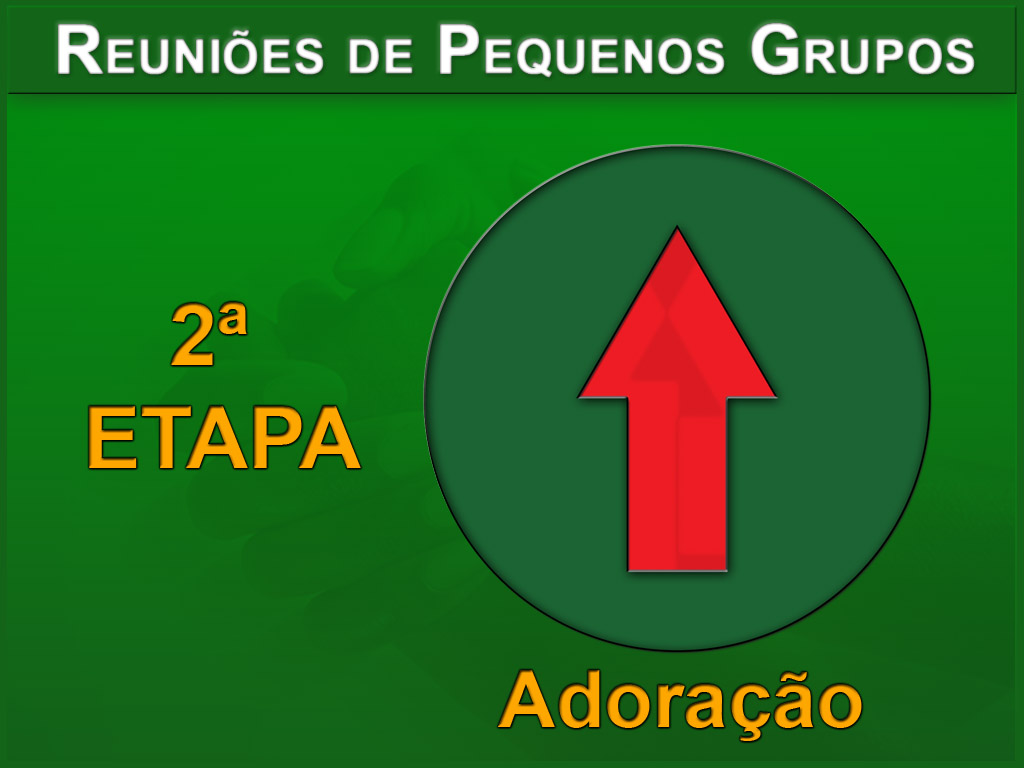 REUNIÕES DE PEQUENOS GRUPOS
2ª
ETAPA
Adoração